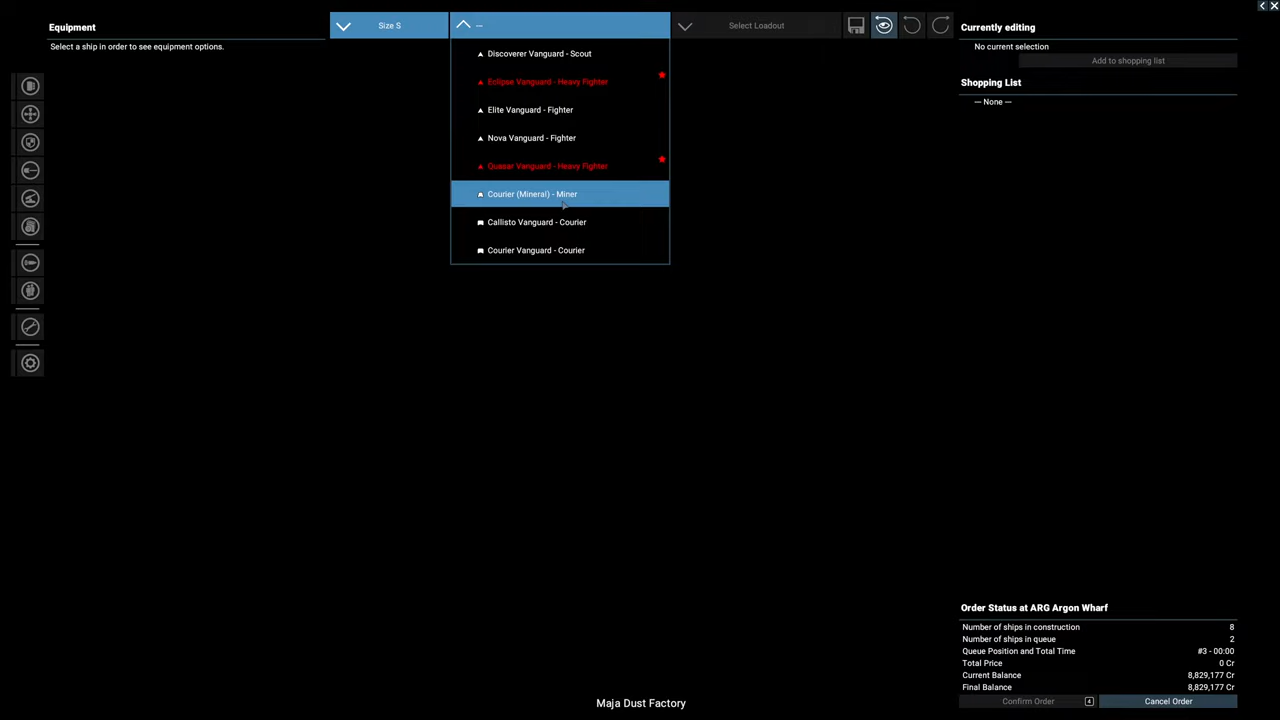 Equipment
Select a ship in order to see equipment options.
Size S
—
Select Loadout
Discoverer Vanguard - Scout
Eclipse Vanguard - Heavy Fighter
Elite Vanguard - Fighter
Nova Vanguard - Fighter
Quasar Vanguard - Heavy Fighter
Courier (Mineral) - Miner
Callisto Vanguard - Courier
Courier Vanguard - Courier
Currently editing
No current selection
Add to shopping list
Shopping List
— None —
Order Status at ARG Argon Wharf
Number of ships in construction 8
Number of ships in queue 2
Queue Position and Total Time #3 - 00:00
Total Price 0 Cr
Current Balance 8,829,177 Cr
Final Balance 8,829,177 Cr
Confirm Order 4 Cancel Order
Maja Dust Factory